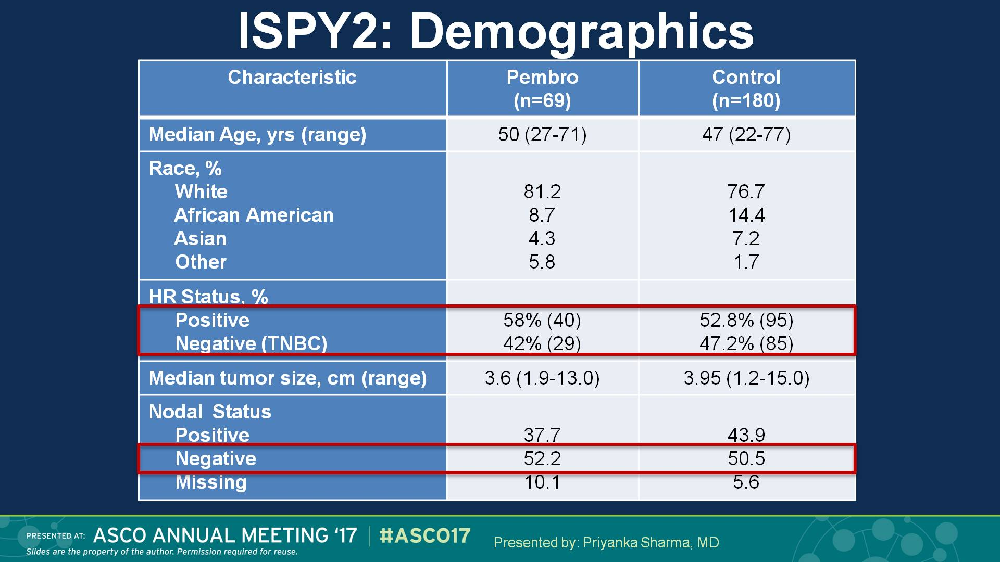 ISPY2: Demographics
Characteristic Pembro (n=69) Control (n=180)
Median Age, yrs (range) 50 (27-71) 47 (22-77)
Race, %
White 81.2 76.7
African American 8.7 14.4
Asian 4.3 7.2
Other 5.8 1.7
HR Status, %
Positive 58% (40) 52.8% (95)
Negative (TNBC) 42% (29) 47.2% (85)
Median tumor size, cm (range) 3.6 (1.9-13.0) 3.95 (1.2-15.0)
Nodal Status
Positive 37.7 43.9
Negative 52.2 50.5
Missing 10.1 5.6
PRESENTED AT: ASCO ANNUAL MEETING ‘17 #ASCO17 Presented by: Priyanka Sharma, MD
Slides are the property of the author. Permission required for reuse.